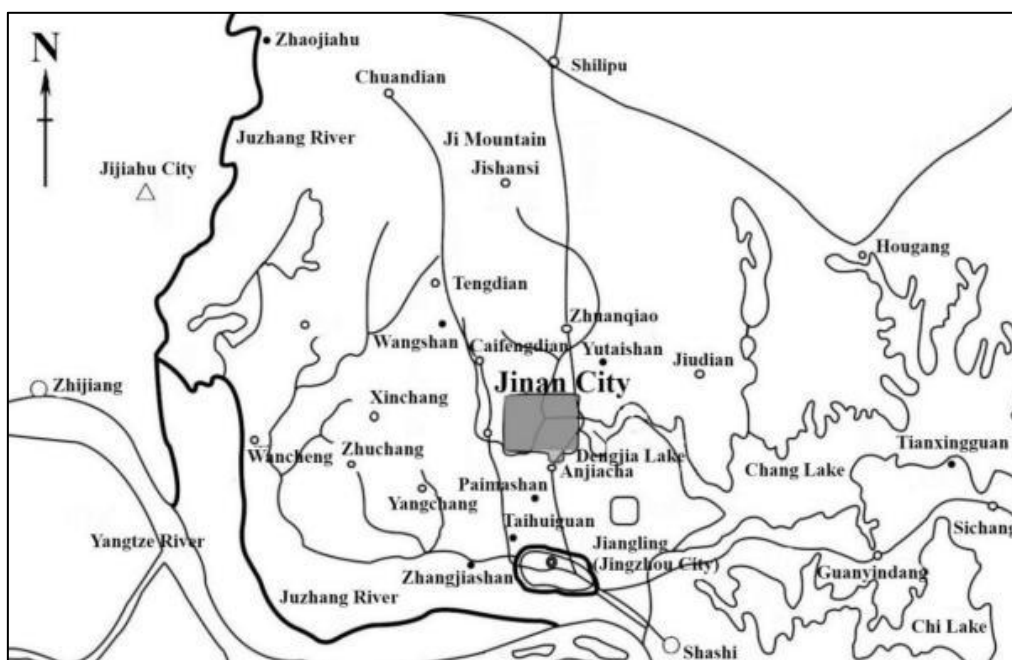 N
Zhaojiahu
Shilipu
Chuandian
Juzhang River
Ji Mountain
Jishansi
Jijiahu City
Hougang
Tengdian
Zhuanqiao
Wangshan
Caifengdian
Yutaishan
Jiudian
Jinan City
Zhijiang
Xinchang
Wancheng
Zhuchang
Dengjia Lake
Anjiacha
Tianxingguan
Chang Lake
Paimashan
Yangchang
Taihuiguan
Sichang
Yangtze River
Jiangling
(Jingzhou City)
Zhangjiashan
Guanyindang
Juzhang River
Chi Lake
Shashi